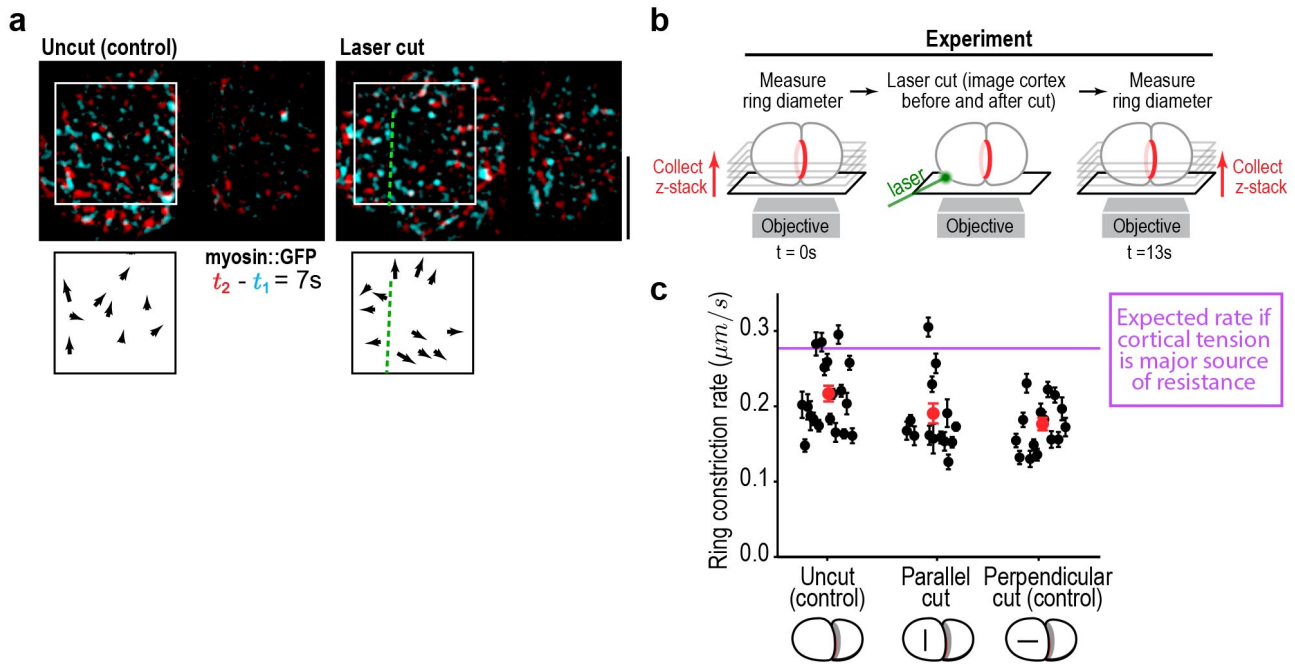 a
Uncut (control)
Laser cut
myosin::GFP
t2 - t1 = 7s
b
Experiment
Measure
ring diameter
Laser cut (image cortex
before and after cut)
Measure
ring diameter
Collect
z-stack
laser
Collect
z-stack
Objective
Objective
Objective
t = 0s
t =13s
c
Ring constriction rate (μm/s)
0.3
0.2
0.1
0.0
Expected rate if
cortical tension
is major source
of resistance
Uncut
(control)
Parallel
cut
Perpendicular
cut (control)